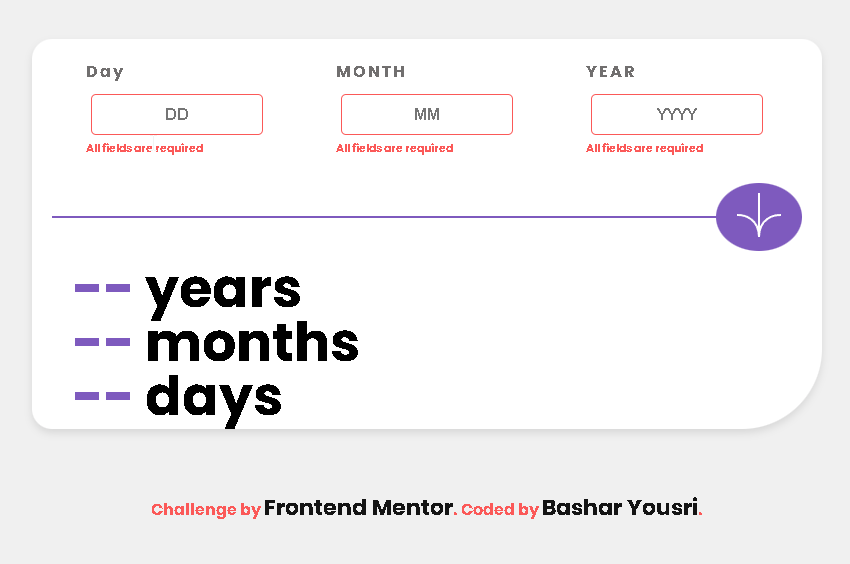 Day MONTH YEAR
DD MM YYYY
All fields are required All fields are required All fields are required
-- years
-- months
-- days
Challenge by Frontend Mentor. Coded by Bashar Yousri.